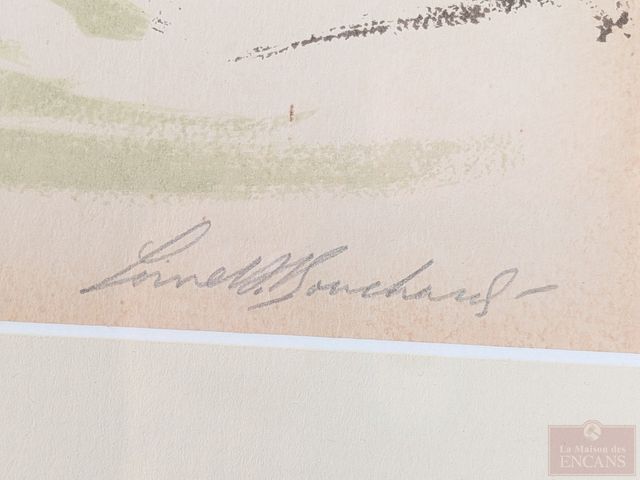 Lorne H. Bouchard
La Maison des
ENCANS